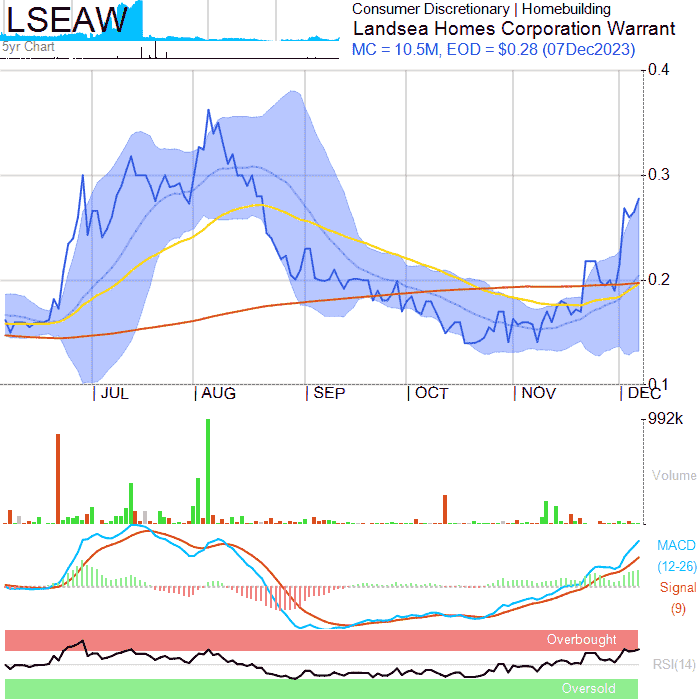 LSEAW
5yr Chart
Consumer Discretionary | Homebuilding
Landsea Homes Corporation Warrant
MC = 10.5M, EOD = $0.28 (07Dec2023)
0.4
0.3
0.2
0.1
JUL
AUG
SEP
OCT
NOV
DEC
992k
Volume
MACD
(12-26)
Signal
(9)
Overbought
RSI(14)
Oversold